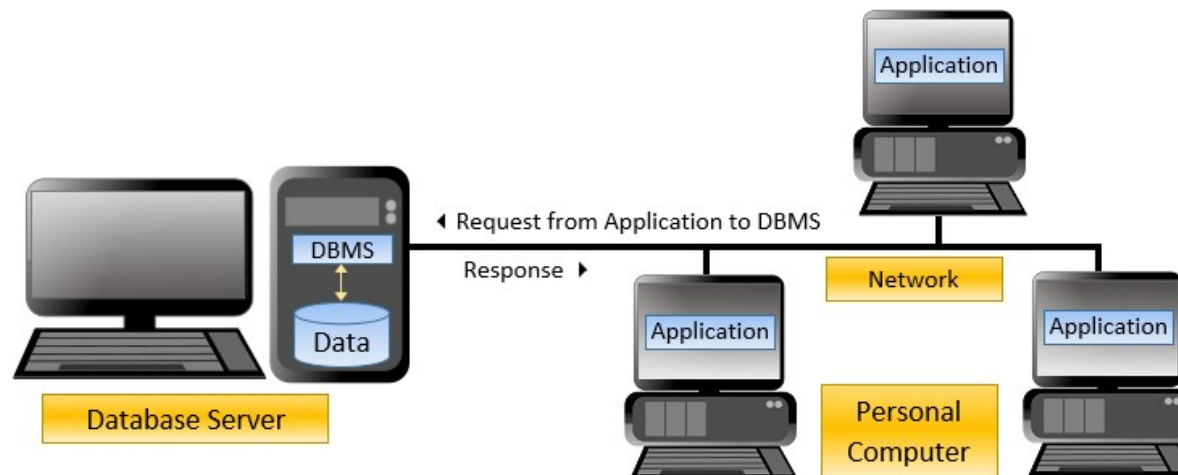 Application
◂ Request from Application to DBMS
DBMS
Response ▸
Network
Data
Application
Application
Database Server
Personal
Computer